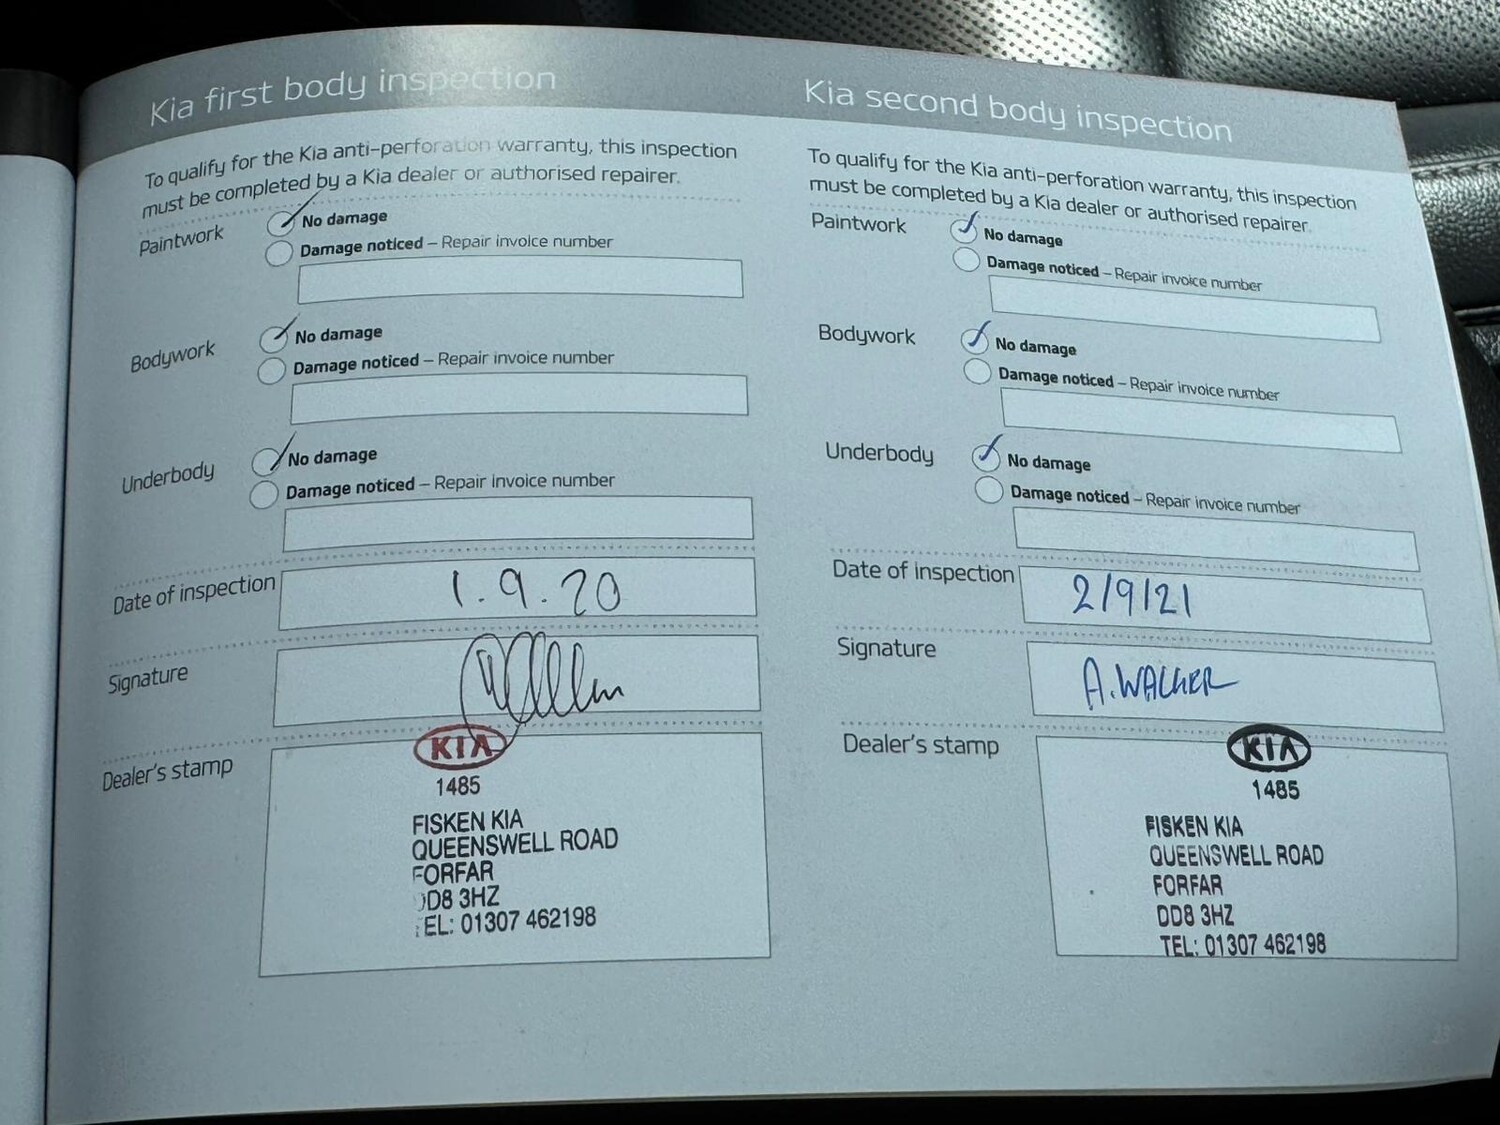 Kia first body inspection
To qualify for the Kia anti-perforation warranty, this inspection
must be completed by a Kia dealer or authorised repairer.
Paintwork
No damage
Damage noticed – Repair invoice number
Bodywork
No damage
Damage noticed – Repair invoice number
Underbody
No damage
Damage noticed – Repair invoice number
Date of inspection
1.9.20
Signature
Dealer's stamp
KIA
1485
FISKEN KIA
QUEENSWELL ROAD
FORFAR
DD8 3HZ
TEL: 01307 462198
Kia second body inspection
To qualify for the Kia anti-perforation warranty, this inspection
must be completed by a Kia dealer or authorised repairer.
Paintwork
No damage
Damage noticed – Repair invoice number
Bodywork
No damage
Damage noticed – Repair invoice number
Underbody
No damage
Damage noticed – Repair invoice number
Date of inspection
2/9/21
Signature
A. WALKER
Dealer's stamp
KIA
1485
FISKEN KIA
QUEENSWELL ROAD
FORFAR
DD8 3HZ
TEL: 01307 462198